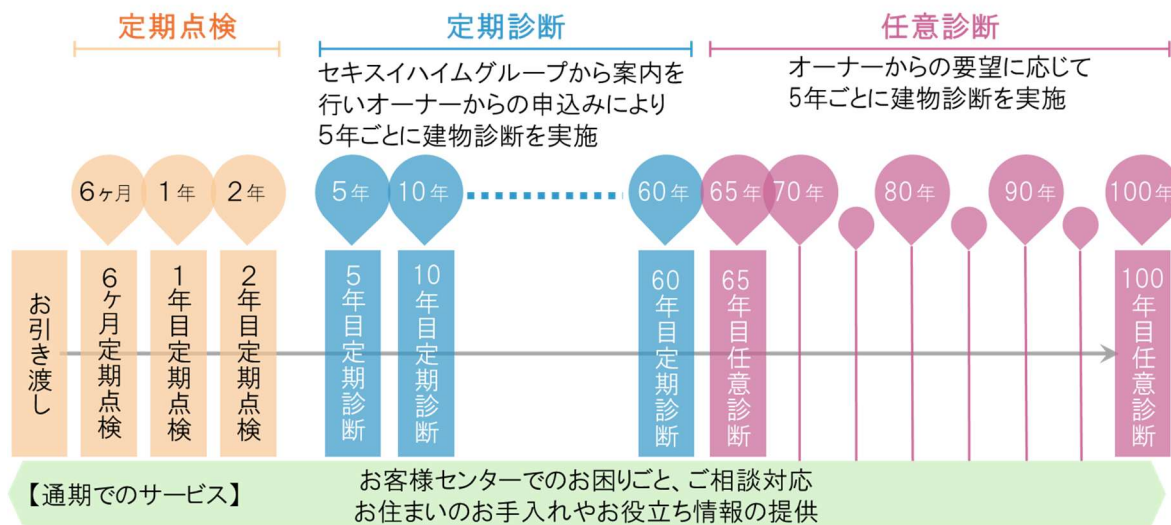 定期点検
定期診断
任意診断
セキスイハイムグループから案内を
行いオーナーからの申込みにより
5年ごとに建物診断を実施
オーナーからの要望に応じて
5年ごとに建物診断を実施
6ヶ月
1年
2年
5年
10年
60年
65年
70年
80年
90年
100年
お引き渡し
6ヶ月定期点検
1年目定期点検
2年目定期点検
5年目定期診断
10年目定期診断
60年目定期診断
65年目任意診断
100年目任意診断
【通期でのサービス】
お客様センターでのお困りごと、ご相談対応
お住まいのお手入れやお役立ち情報の提供